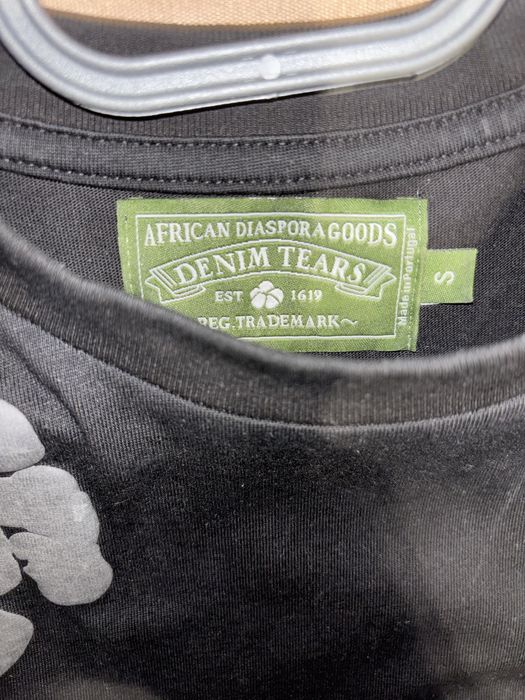 AFRICAN DIASPORA GOODS
DENIM TEARS
EST 1619
REG. TRADEMARK~
Made in Portugal
S